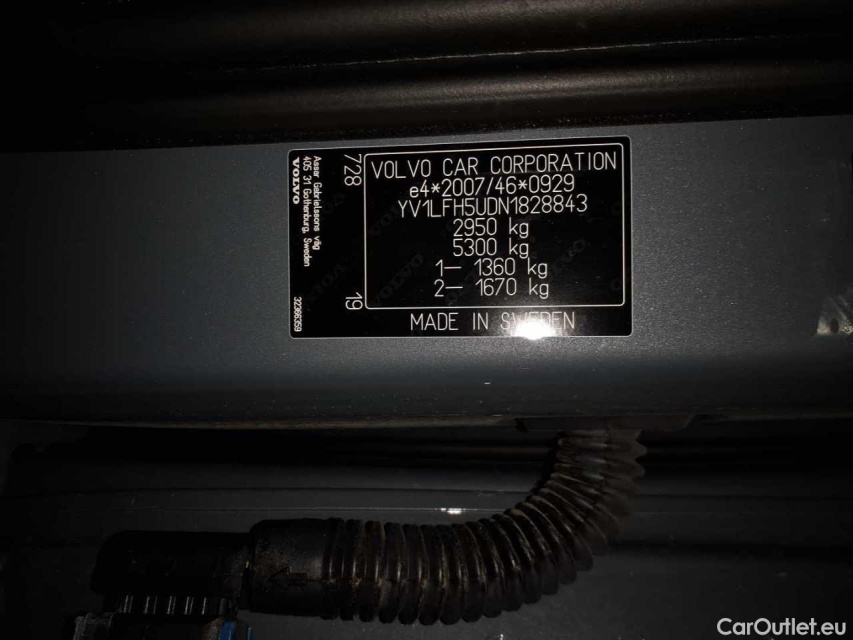 VOLVO
Assar Gabrielssons väg
405 31 Gothenburg, Sweden
32366359
728
19
VOLVO CAR CORPORATION
e4*2007/46*0929
YV1LFH5UDN1828843
2950 kg
5300 kg
1– 1360 kg
2– 1670 kg
MADE IN SWEDEN
CarOutlet.eu